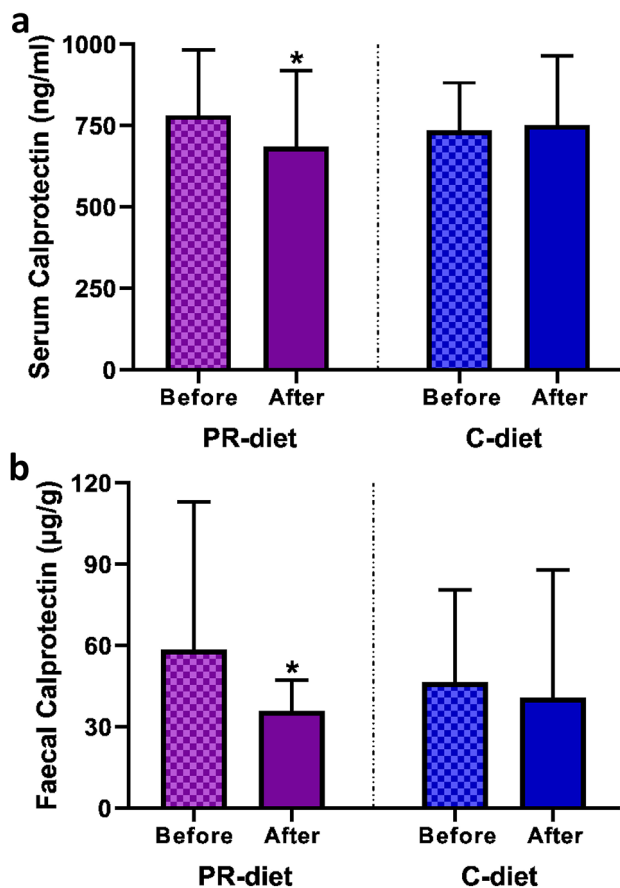 a
Serum Calprotectin (ng/ml)
1000
750
500
250
0
*
Before After Before After
PR-diet C-diet
b
Faecal Calprotectin (µg/g)
120
90
60
30
0
*
Before After Before After
PR-diet C-diet